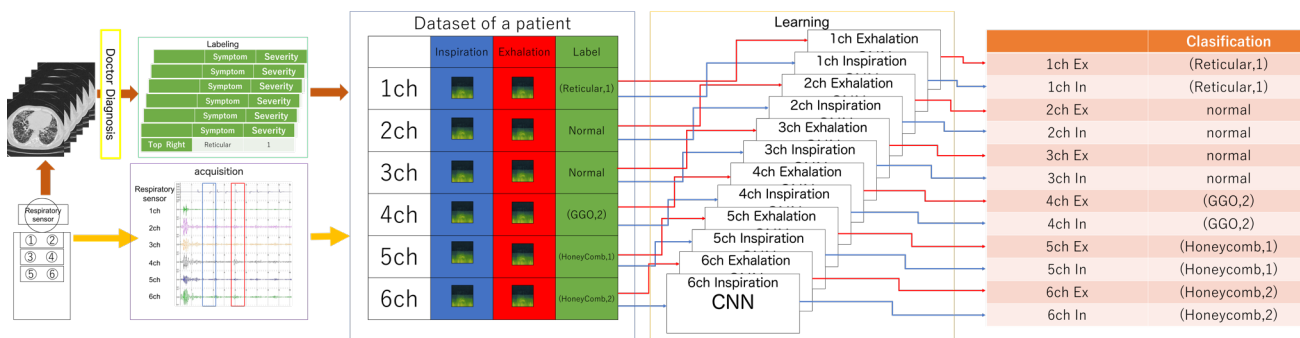 Doctor Diagnosis
Labeling
Symptom Severity
Symptom Severity
Symptom Severity
Symptom Severity
Symptom Severity
Symptom Severity
Top Right Reticular 1
Respiratory
sensor
① ②
③ ④
⑤ ⑥
acquisition
Respiratory
sensor
1ch
2ch
3ch
4ch
5ch
6ch
Dataset of a patient
Inspiration Exhalation Label
1ch (Reticular,1)
2ch Normal
3ch Normal
4ch (GGO,2)
5ch (HoneyComb,1)
6ch (HoneyComb,2)
Learning
1ch Exhalation
1ch Inspiration
2ch Exhalation
2ch Inspiration
3ch Exhalation
3ch Inspiration
4ch Exhalation
4ch Inspiration
5ch Exhalation
5ch Inspiration
6ch Exhalation
6ch Inspiration
CNN
Clasification
1ch Ex (Reticular,1)
1ch In (Reticular,1)
2ch Ex normal
2ch In normal
3ch Ex normal
3ch In normal
4ch Ex (GGO,2)
4ch In (GGO,2)
5ch Ex (Honeycomb,1)
5ch In (Honeycomb,1)
6ch Ex (Honeycomb,2)
6ch In (Honeycomb,2)